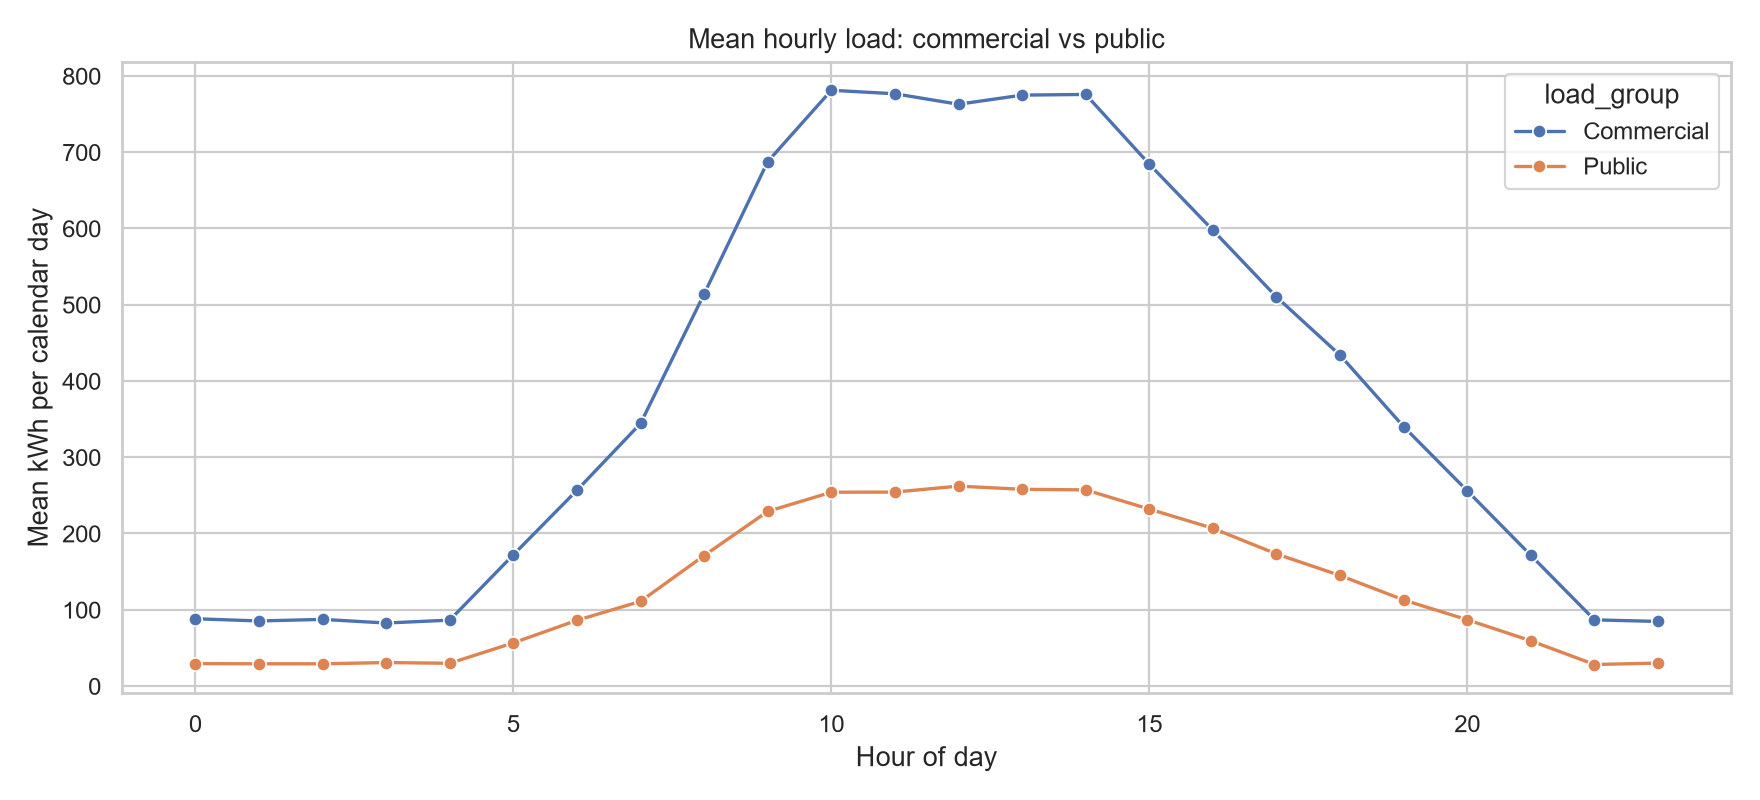 Mean hourly load: commercial vs public
load_group
Commercial
Public
Mean kWh per calendar day
800
700
600
500
400
300
200
100
0
0
5
10
15
20
Hour of day